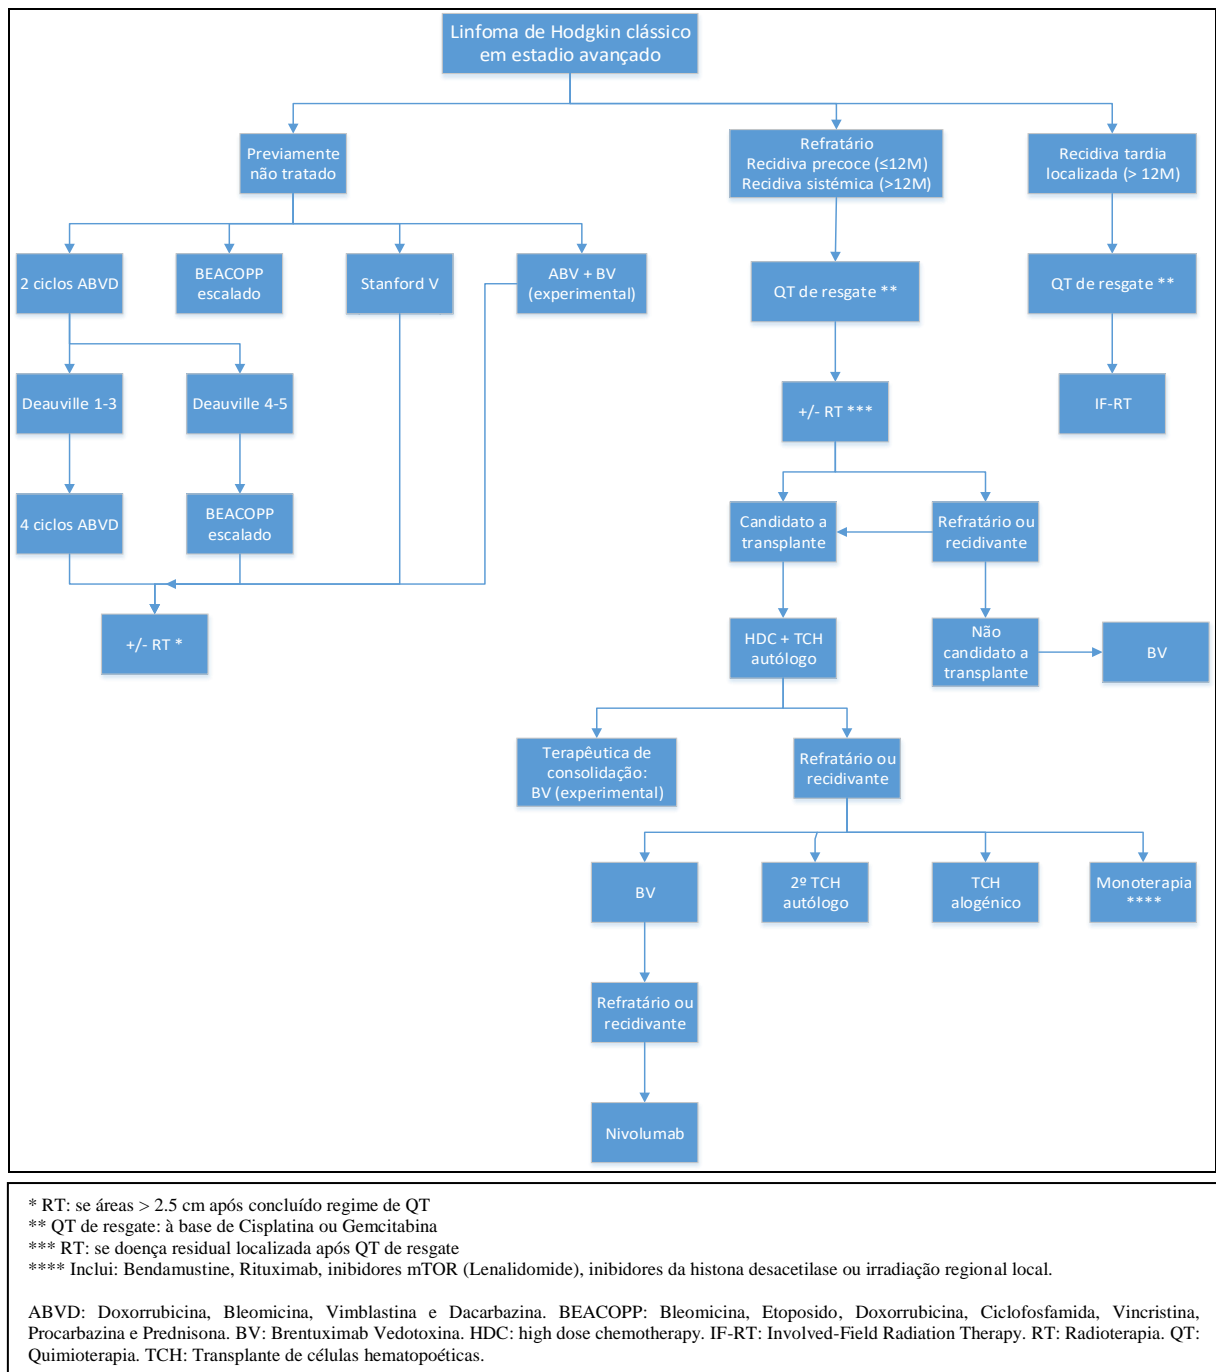 Linfoma de Hodgkin clássico
em estadio avançado
Previamente
não tratado
Refratário
Recidiva precoce (≤12M)
Recidiva sistémica (>12M)
Recidiva tardia
localizada (> 12M)
2 ciclos ABVD
BEACOPP
escalado
Stanford V
ABV + BV
(experimental)
QT de resgate **
QT de resgate **
Deauville 1-3
Deauville 4-5
+/- RT ***
IF-RT
4 ciclos ABVD
BEACOPP
escalado
Candidato a
transplante
Refratário ou
recidivante
+/- RT *
HDC + TCH
autólogo
Não
candidato a
transplante
BV
Terapêutica de
consolidação:
BV (experimental)
Refratário ou
recidivante
BV
2º TCH
autólogo
TCH
alogénico
Monoterapia
****
Refratário ou
recidivante
Nivolumab
* RT: se áreas > 2.5 cm após concluído regime de QT
** QT de resgate: à base de Cisplatina ou Gemcitabina
*** RT: se doença residual localizada após QT de resgate
**** Inclui: Bendamustine, Rituximab, inibidores mTOR (Lenalidomide), inibidores da histona desacetilase ou irradiação regional local.
ABVD: Doxorrubicina, Bleomicina, Vimblastina e Dacarbazina. BEACOPP: Bleomicina, Etoposido, Doxorrubicina, Ciclofosfamida, Vincristina,
Procarbazina e Prednisona. BV: Brentuximab Vedotoxina. HDC: high dose chemotherapy. IF-RT: Involved-Field Radiation Therapy. RT: Radioterapia. QT:
Quimioterapia. TCH: Transplante de células hematopoéticas.